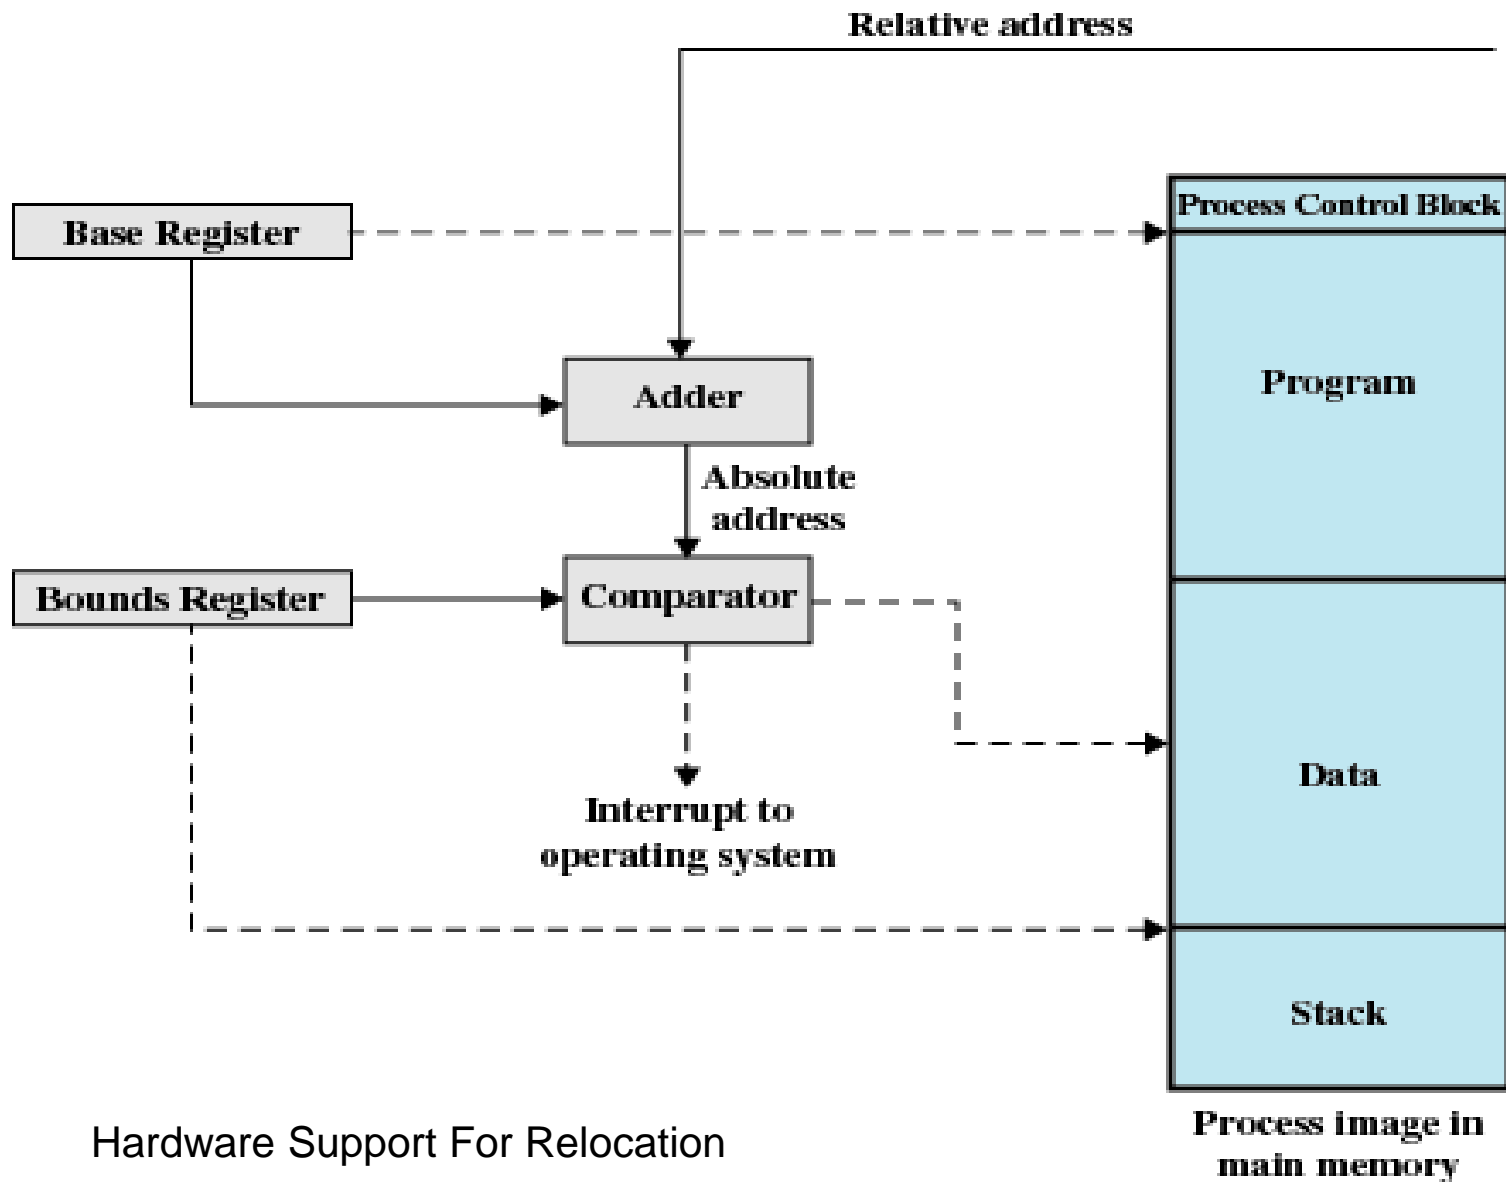 Relative address
Process Control Block
Base Register
Program
Adder
Absolute
address
Bounds Register
Comparator
Data
Interrupt to
operating system
Stack
Process image in
main memory
Hardware Support For Relocation